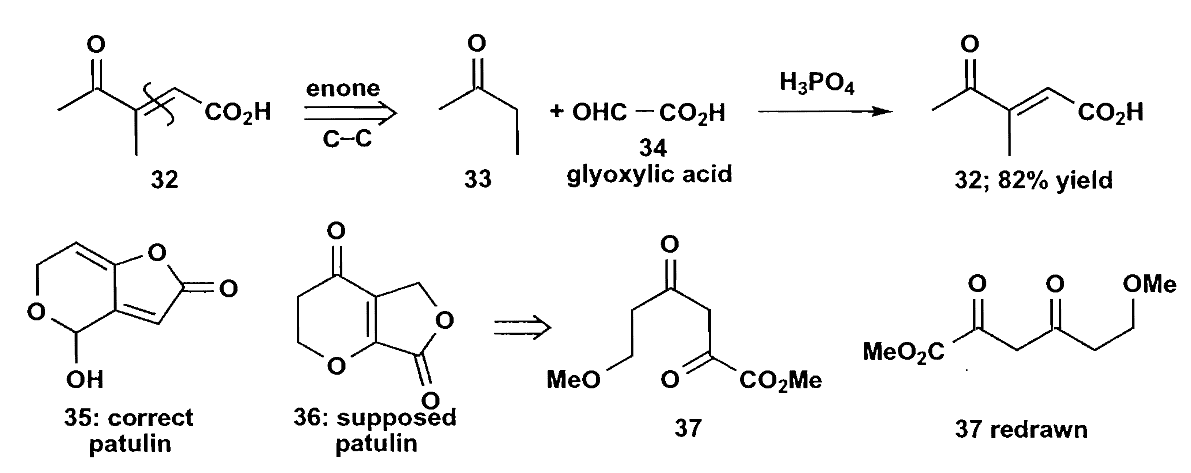 O
CO₂H
32
enone
C–C
O
33
+ OHC – CO₂H
34
glyoxylic acid
H₃PO₄
O
CO₂H
32; 82% yield
O
O
O
OH
35: correct
patulin
O
O
O
O
36: supposed
patulin
O
MeO
O
CO₂Me
37
O
O
OMe
MeO₂C
37 redrawn